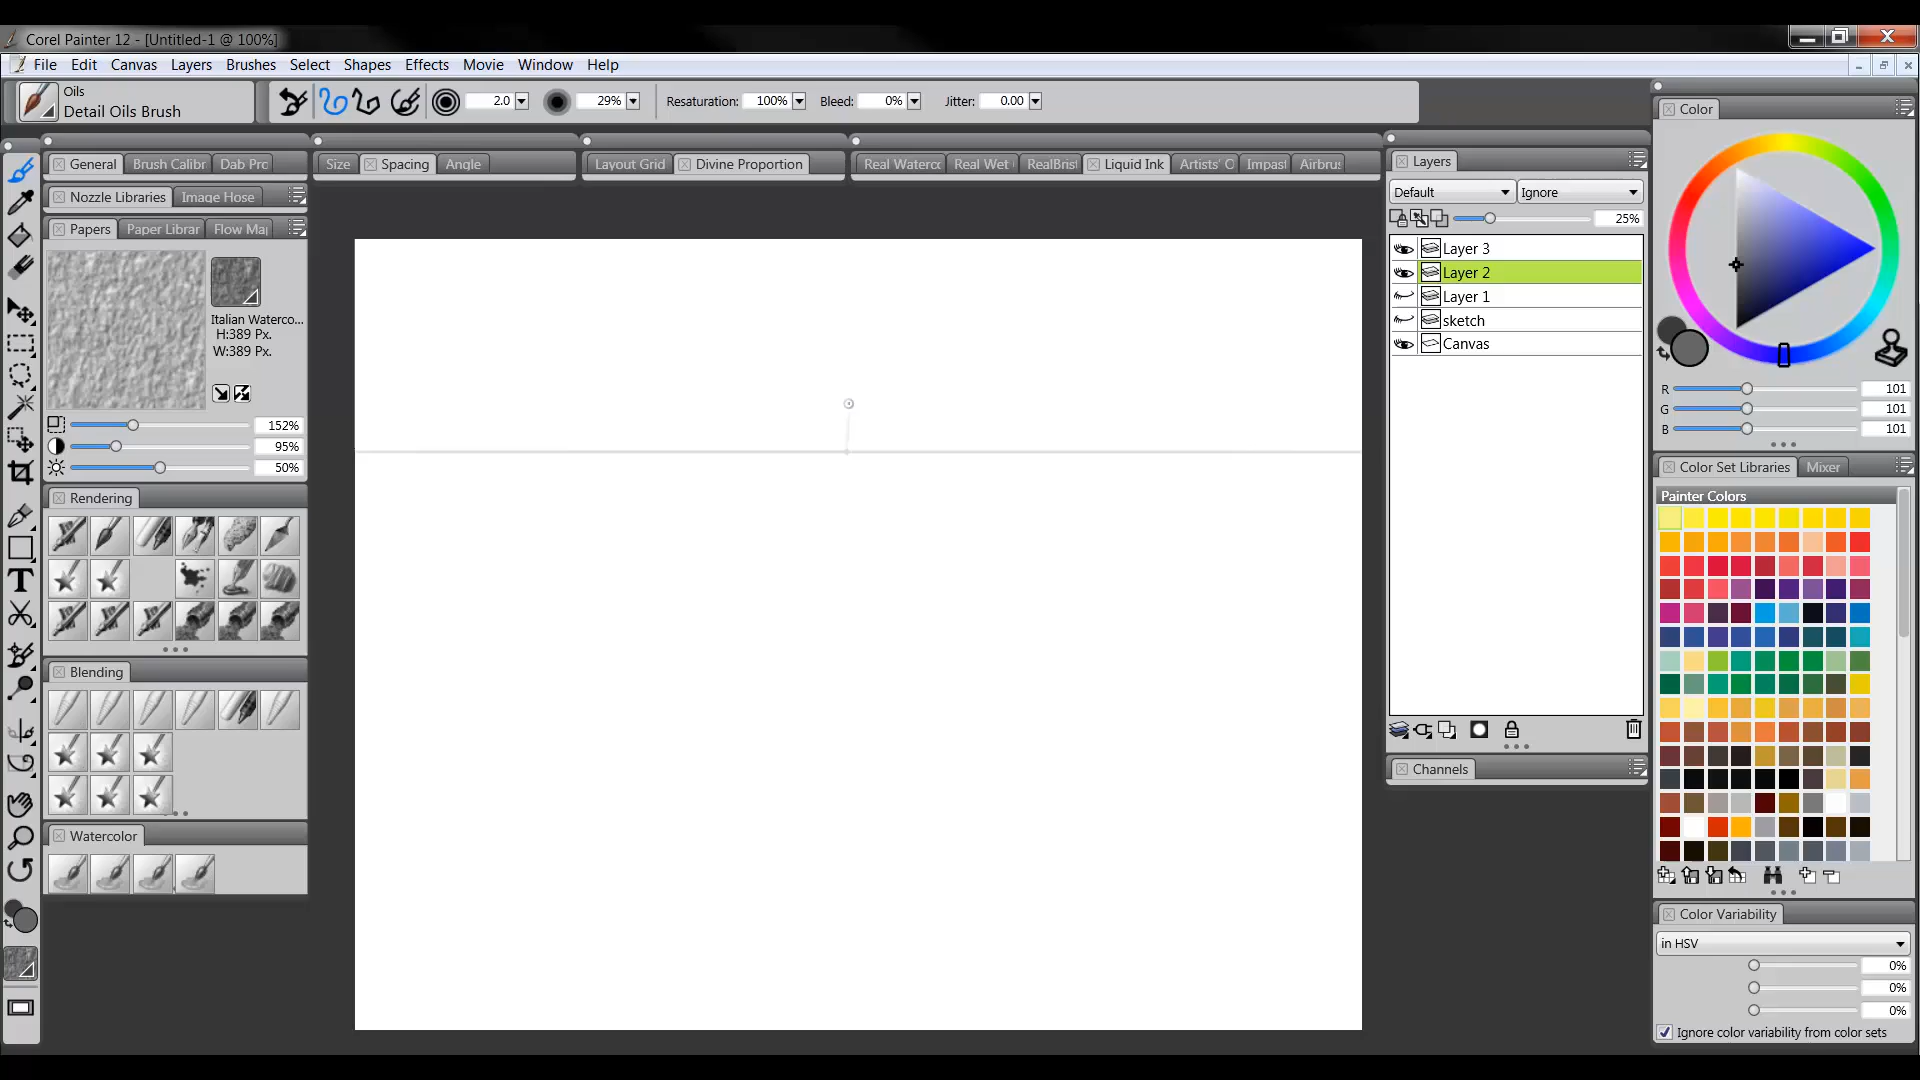 Corel Painter 12 - [Untitled-1 @ 100%]
File Edit Canvas Layers Brushes Select Shapes Effects Movie Window Help
Oils
Detail Oils Brush
2.0 29% Resaturation: 100% Bleed: 0% Jitter: 0.00
General Brush Calibr Dab Pro
Size Spacing Angle
Layout Grid Divine Proportion
Real Waterco Real Wet RealBrist Liquid Ink Artists' O Impast Airbrus
Nozzle Libraries Image Hose
Papers Paper Librar Flow Maj
Italian Waterco...
H:389 Px.
W:389 Px.
152%
95%
50%
Rendering
Blending
Watercolor
Layers
Default Ignore
25%
Layer 3
Layer 2
Layer 1
sketch
Canvas
Channels
Color
R 101
G 101
B 101
Color Set Libraries Mixer
Painter Colors
Color Variability
in HSV
0%
0%
0%
Ignore color variability from color sets